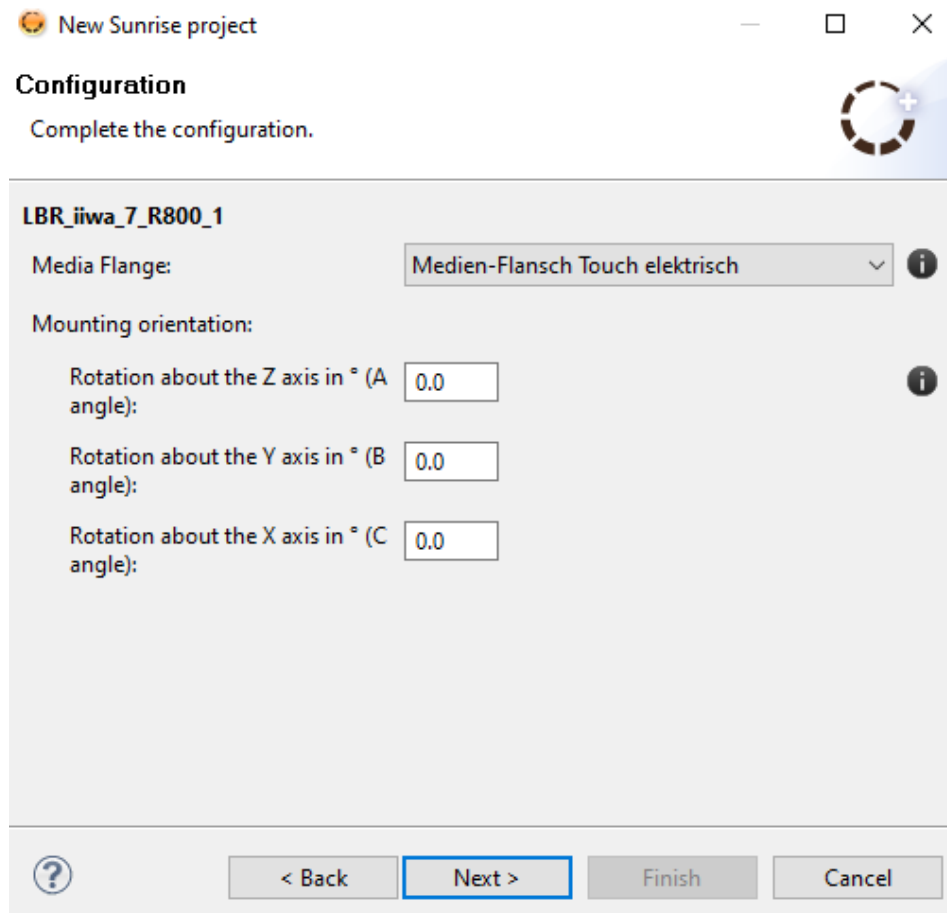 New Sunrise project
Configuration
Complete the configuration.
LBR_iiwa_7_R800_1
Media Flange:
Medien-Flansch Touch elektrisch
Mounting orientation:
Rotation about the Z axis in ° (A
angle):
0.0
Rotation about the Y axis in ° (B
angle):
0.0
Rotation about the X axis in ° (C
angle):
0.0
< Back
Next >
Finish
Cancel